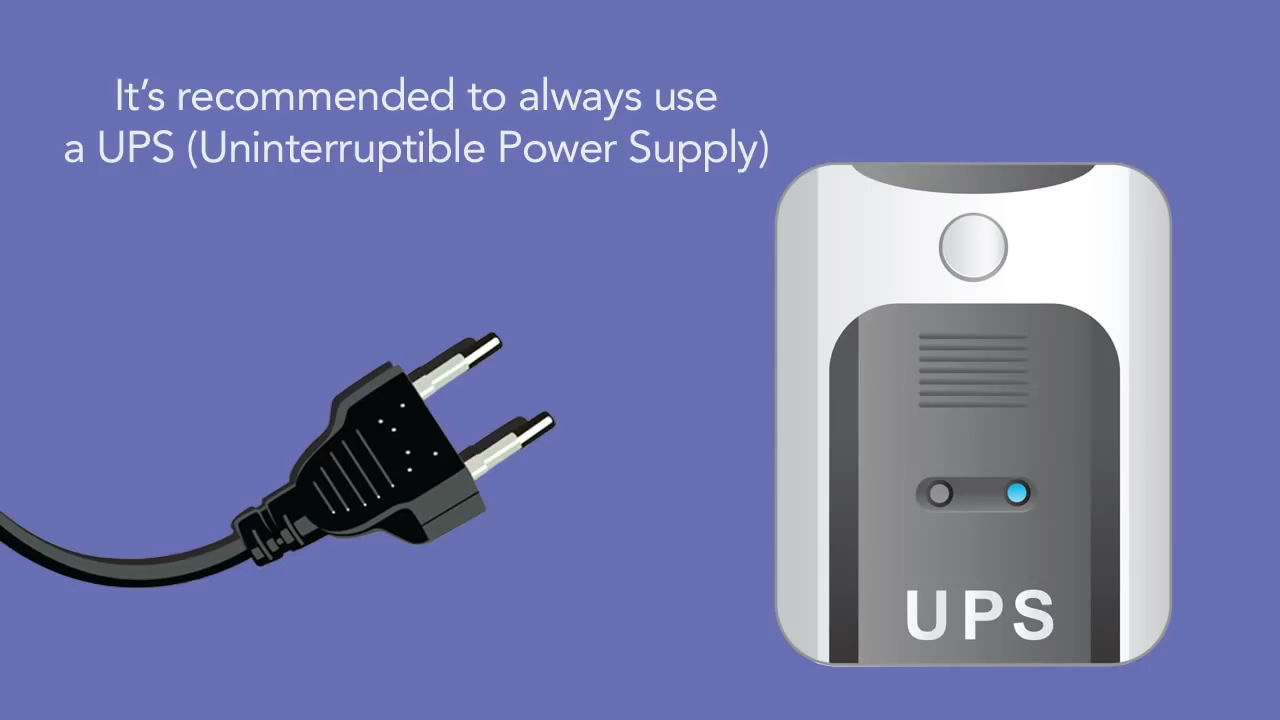 It’s recommended to always use
a UPS (Uninterruptible Power Supply)
UPS